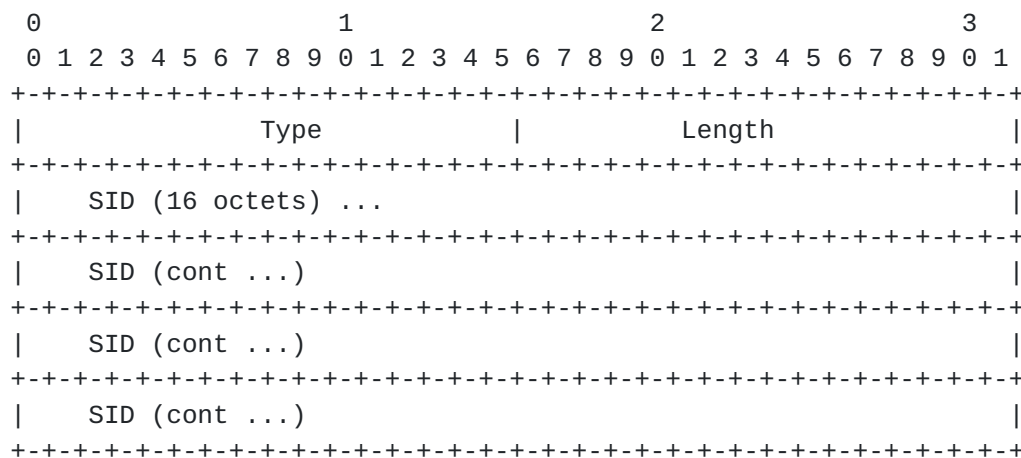 0                   1                   2                   3
 0 1 2 3 4 5 6 7 8 9 0 1 2 3 4 5 6 7 8 9 0 1 2 3 4 5 6 7 8 9 0 1
+-+-+-+-+-+-+-+-+-+-+-+-+-+-+-+-+-+-+-+-+-+-+-+-+-+-+-+-+-+-+-+-+
|               Type            |          Length               |
+-+-+-+-+-+-+-+-+-+-+-+-+-+-+-+-+-+-+-+-+-+-+-+-+-+-+-+-+-+-+-+-+
|    SID (16 octets) ...                                        |
+-+-+-+-+-+-+-+-+-+-+-+-+-+-+-+-+-+-+-+-+-+-+-+-+-+-+-+-+-+-+-+-+
|    SID (cont ...)                                             |
+-+-+-+-+-+-+-+-+-+-+-+-+-+-+-+-+-+-+-+-+-+-+-+-+-+-+-+-+-+-+-+-+
|    SID (cont ...)                                             |
+-+-+-+-+-+-+-+-+-+-+-+-+-+-+-+-+-+-+-+-+-+-+-+-+-+-+-+-+-+-+-+-+
|    SID (cont ...)                                             |
+-+-+-+-+-+-+-+-+-+-+-+-+-+-+-+-+-+-+-+-+-+-+-+-+-+-+-+-+-+-+-+-+